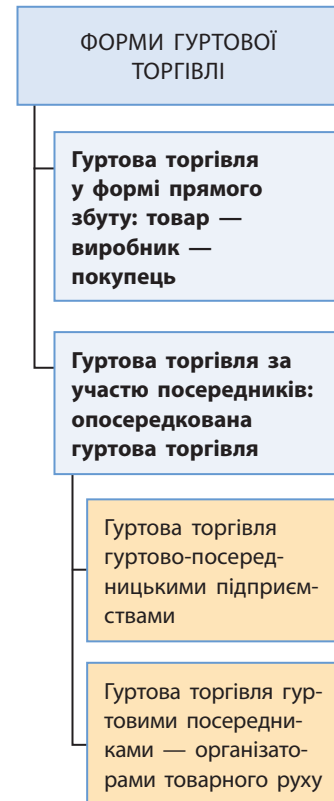 ФОРМИ ГУРТОВОЇ
ТОРГІВЛІ
Гуртова торгівля
у формі прямого
збуту: товар —
виробник —
покупець
Гуртова торгівля за
участю посередників:
опосередкована
гуртова торгівля
Гуртова торгівля
гуртово-посеред-
ницькими підприєм-
ствами
Гуртова торгівля гур-
товими посередни-
ками — організато-
рами товарного руху